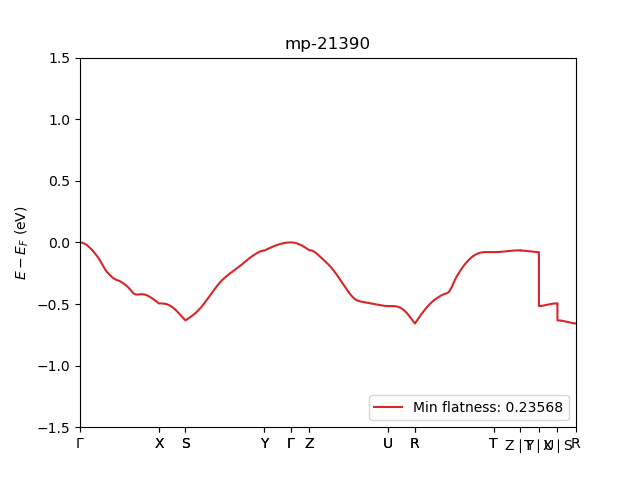 mp-21390
E − E_F (eV)
1.5
1.0
0.5
0.0
−0.5
−1.0
−1.5
Min flatness: 0.23568
Γ X S Y Γ Z U R T Z|T Y|X U|S R